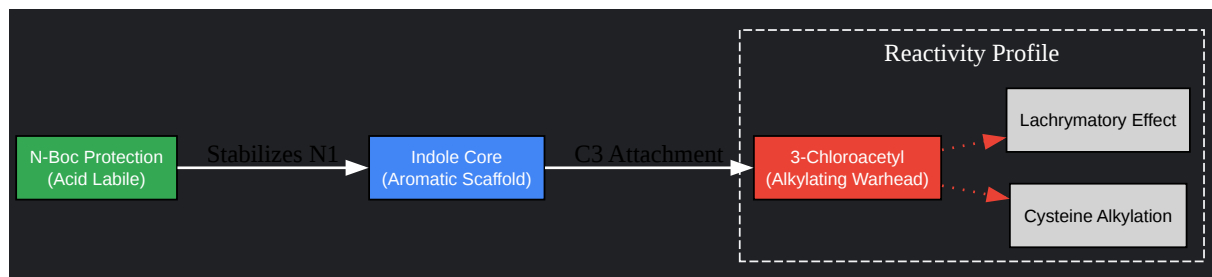 Reactivity Profile
N-Boc Protection
(Acid Labile)
Stabilizes N1
Indole Core
(Aromatic Scaffold)
C3 Attachment
3-Chloroacetyl
(Alkylating Warhead)
Lachrymatory Effect
Cysteine Alkylation